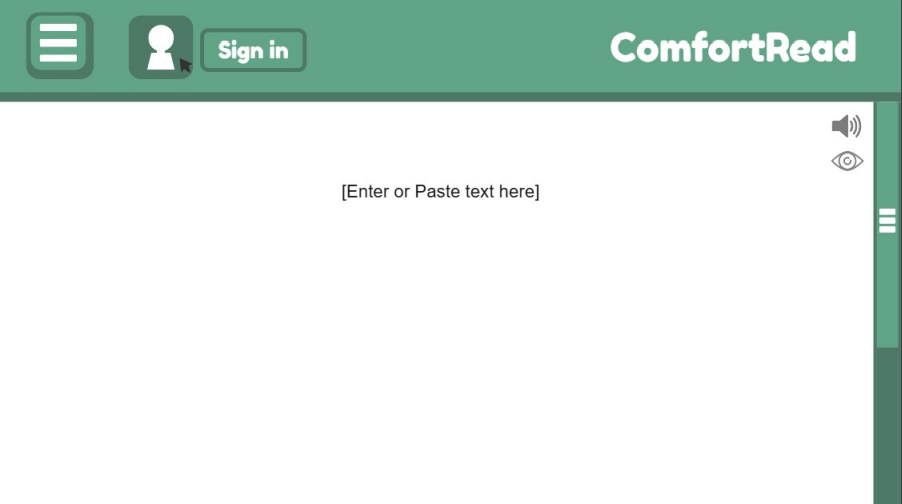 Sign in
ComfortRead
[Enter or Paste text here]